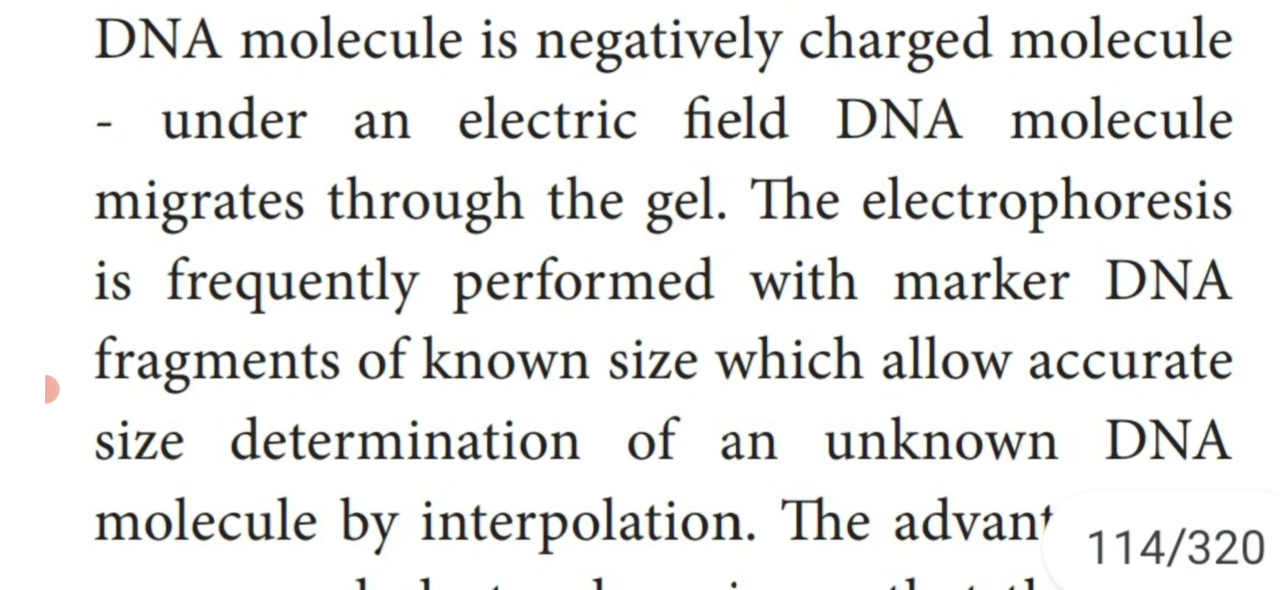 DNA molecule is negatively charged molecule
- under an electric field DNA molecule
migrates through the gel. The electrophoresis
is frequently performed with marker DNA
fragments of known size which allow accurate
size determination of an unknown DNA
molecule by interpolation. The
114/320